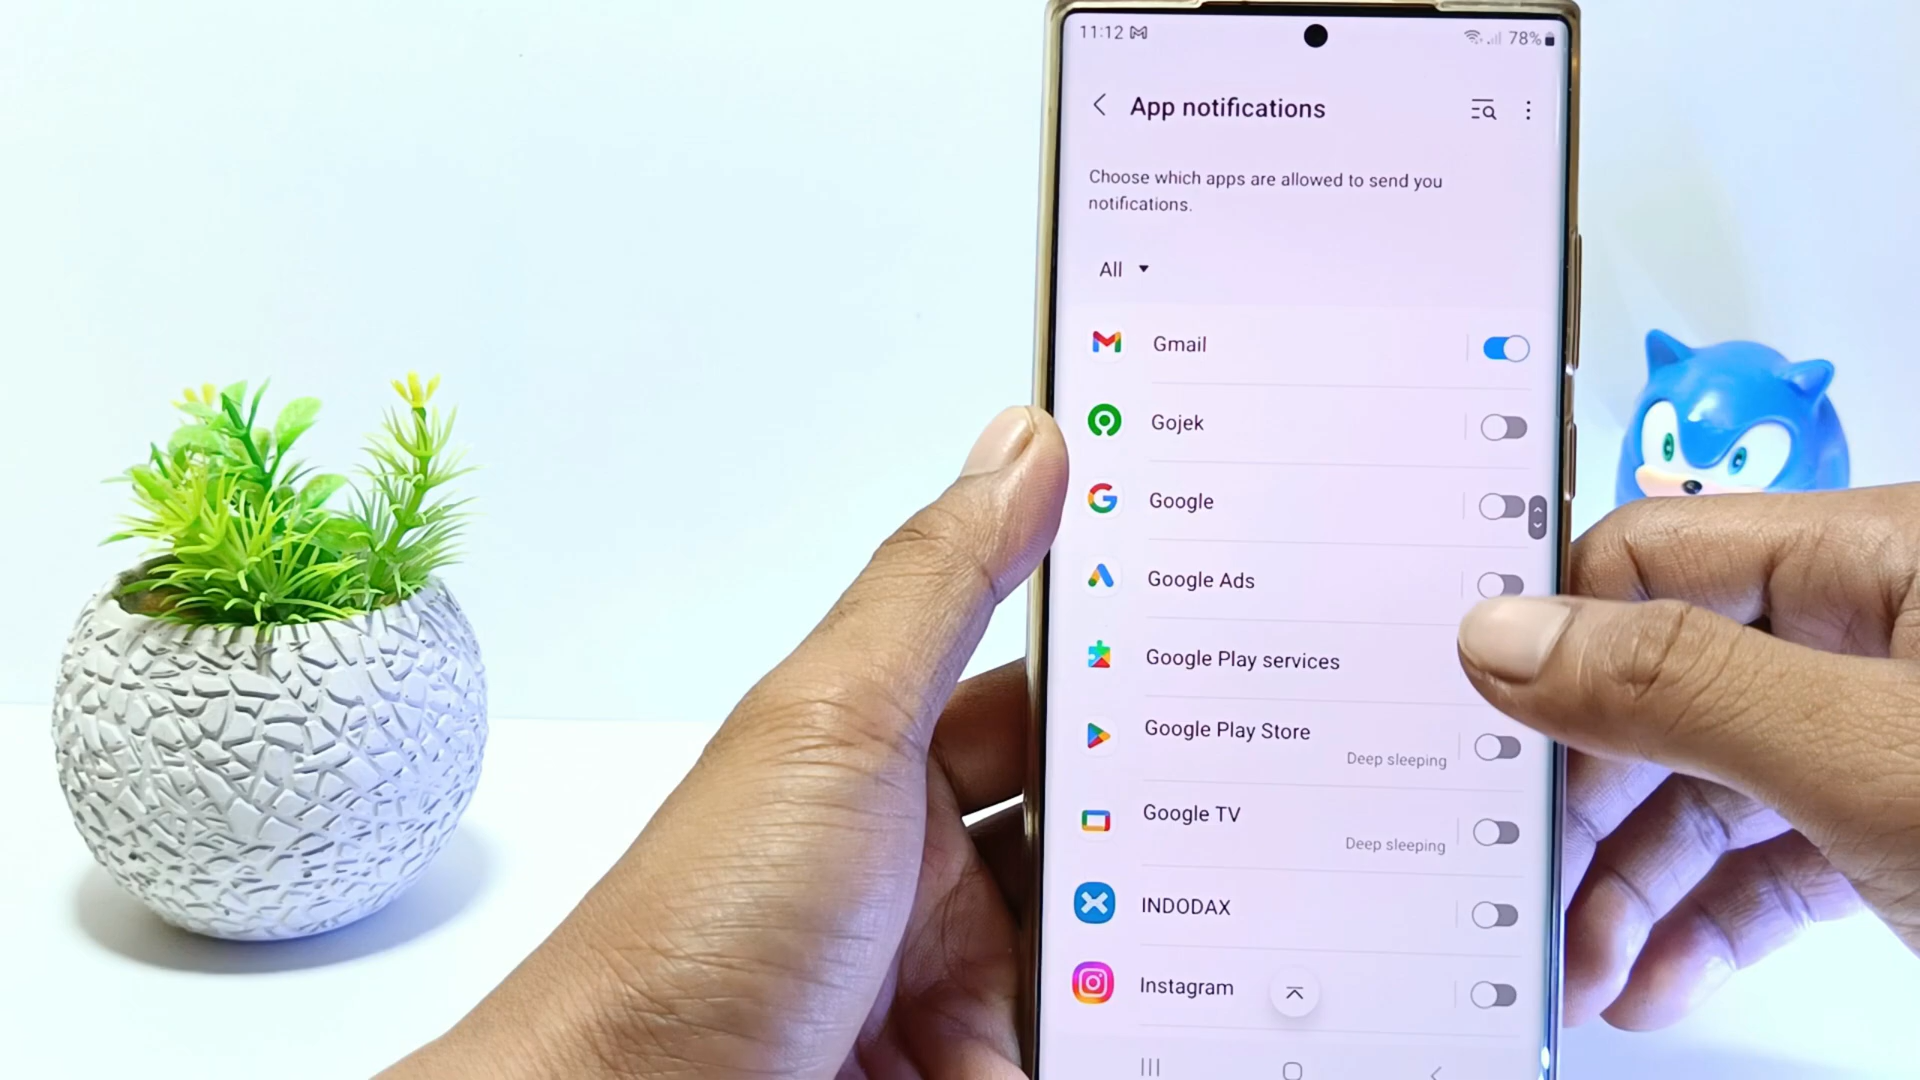 11:12
78%
App notifications
Choose which apps are allowed to send you
notifications.
All
Gmail
Gojek
Google
Google Ads
Google Play services
Google Play Store
Deep sleeping
Google TV
Deep sleeping
INDODAX
Instagram